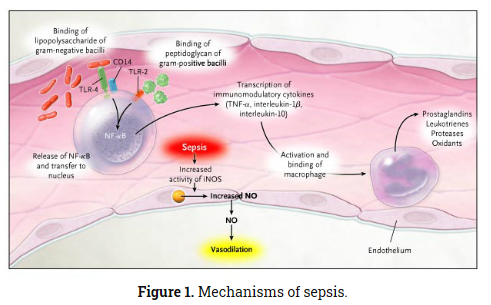 Binding of
lipopolysaccharide of
gram-negative bacilli
CD14
TLR-4
TLR-2
Binding of
peptidoglycan of
gram-positive bacilli
NF-κB
Release of NF-κB
and transfer to
nucleus
Transcription of
immunomodulatory cytokines
(TNF-α, interleukin-1β,
interleukin-10)
Sepsis
Increased
activity of iNOS
Increased NO
NO
Vasodilation
Activation and
binding of
macrophage
Prostaglandins
Leukotrienes
Proteases
Oxidants
Endothelium
Figure 1. Mechanisms of sepsis.